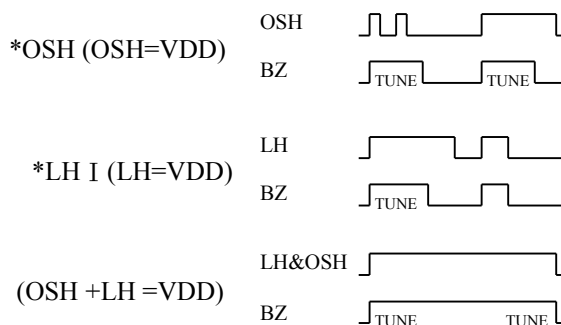 OSH
*OSH (OSH=VDD)
BZ
TUNE TUNE
LH
*LH I (LH=VDD)
BZ
TUNE
LH&OSH
(OSH +LH =VDD)
BZ
TUNE TUNE